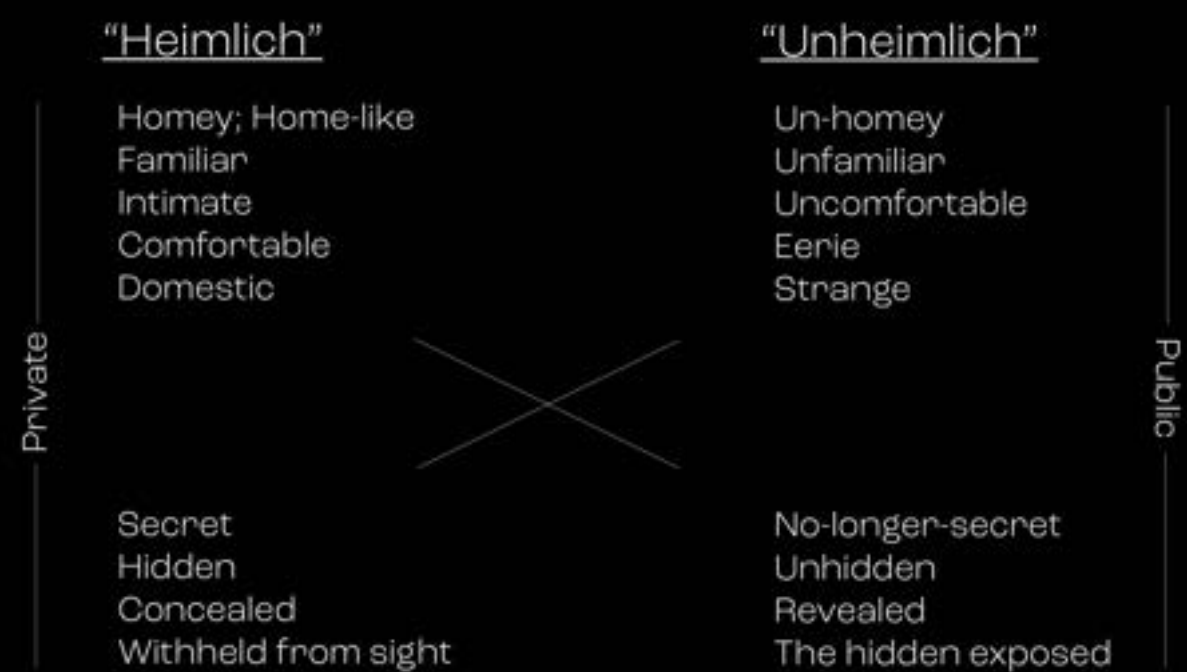 “Heimlich”
Homey; Home-like
Familiar
Intimate
Comfortable
Domestic
Secret
Hidden
Concealed
Withheld from sight
“Unheimlich”
Un-homey
Unfamiliar
Uncomfortable
Eerie
Strange
No-longer-secret
Unhidden
Revealed
The hidden exposed
Private
Public